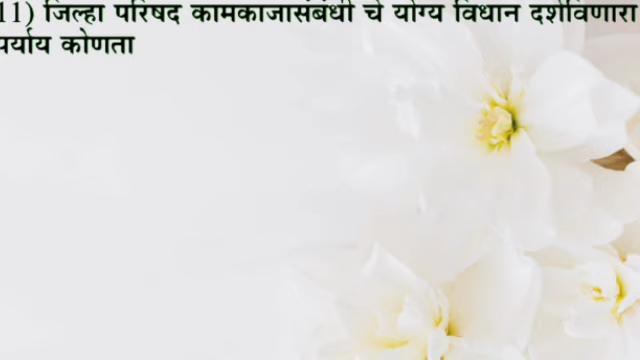 11) जिल्हा परिषद कामकाजासंबंधी चे योग्य विधान दर्शविणारा
पर्याय कोणता